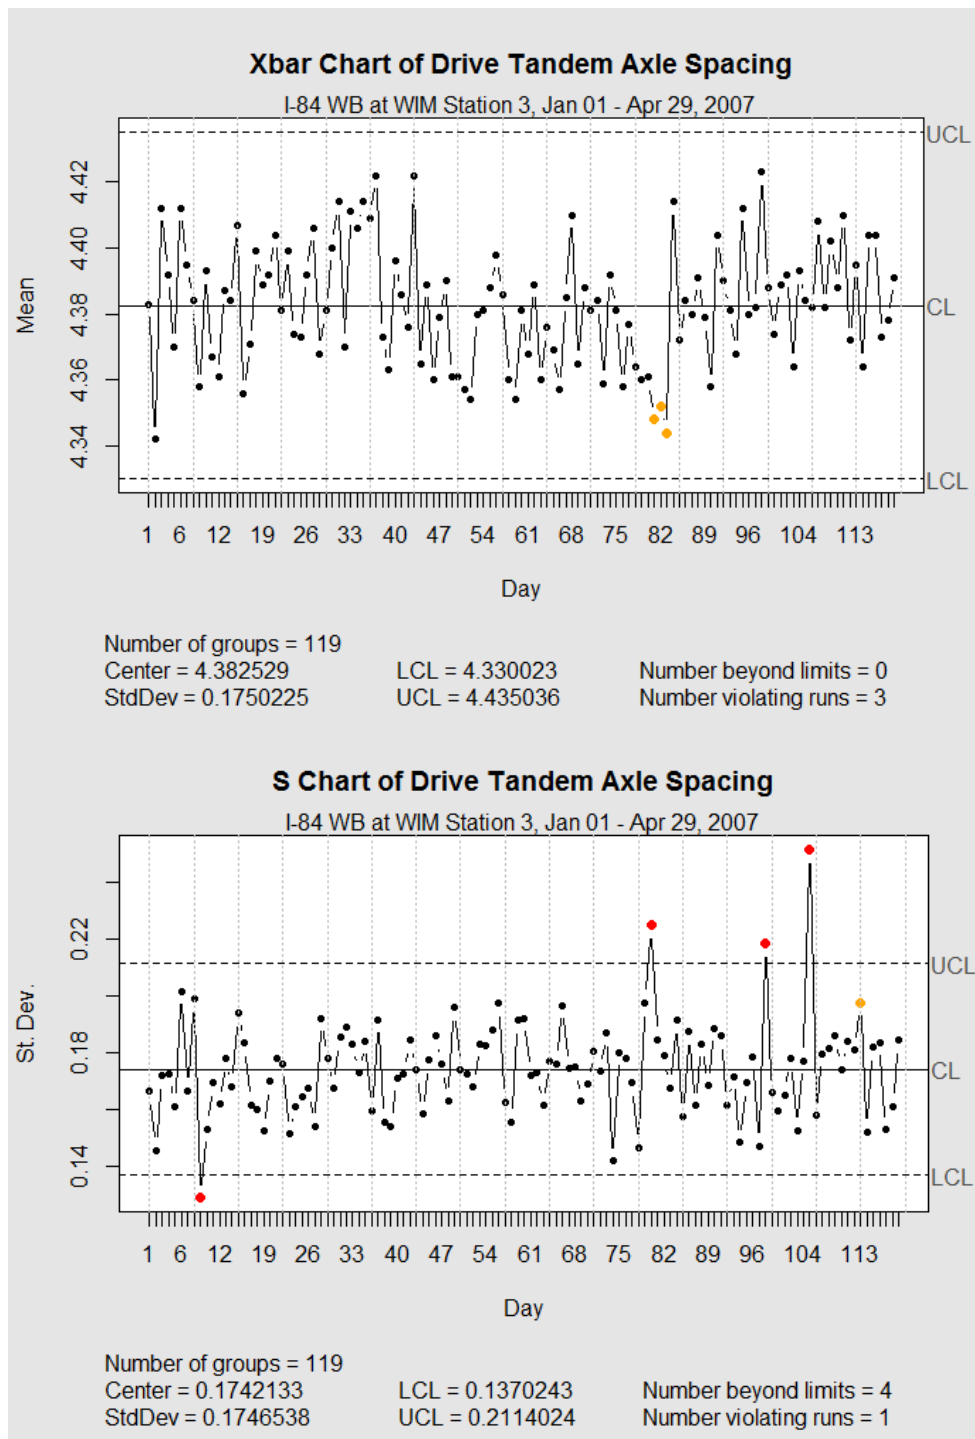 Xbar Chart of Drive Tandem Axle Spacing
I-84 WB at WIM Station 3, Jan 01 - Apr 29, 2007
UCL
4.42
4.40
4.38
CL
4.36
4.34
LCL
Mean
1 6 12 19 26 33 40 47 54 61 68 75 82 89 96 104 113
Day
Number of groups = 119
Center = 4.382529 LCL = 4.330023 Number beyond limits = 0
StdDev = 0.1750225 UCL = 4.435036 Number violating runs = 3
S Chart of Drive Tandem Axle Spacing
I-84 WB at WIM Station 3, Jan 01 - Apr 29, 2007
0.22
UCL
0.18
CL
0.14
LCL
St. Dev.
1 6 12 19 26 33 40 47 54 61 68 75 82 89 96 104 113
Day
Number of groups = 119
Center = 0.1742133 LCL = 0.1370243 Number beyond limits = 4
StdDev = 0.1746538 UCL = 0.2114024 Number violating runs = 1